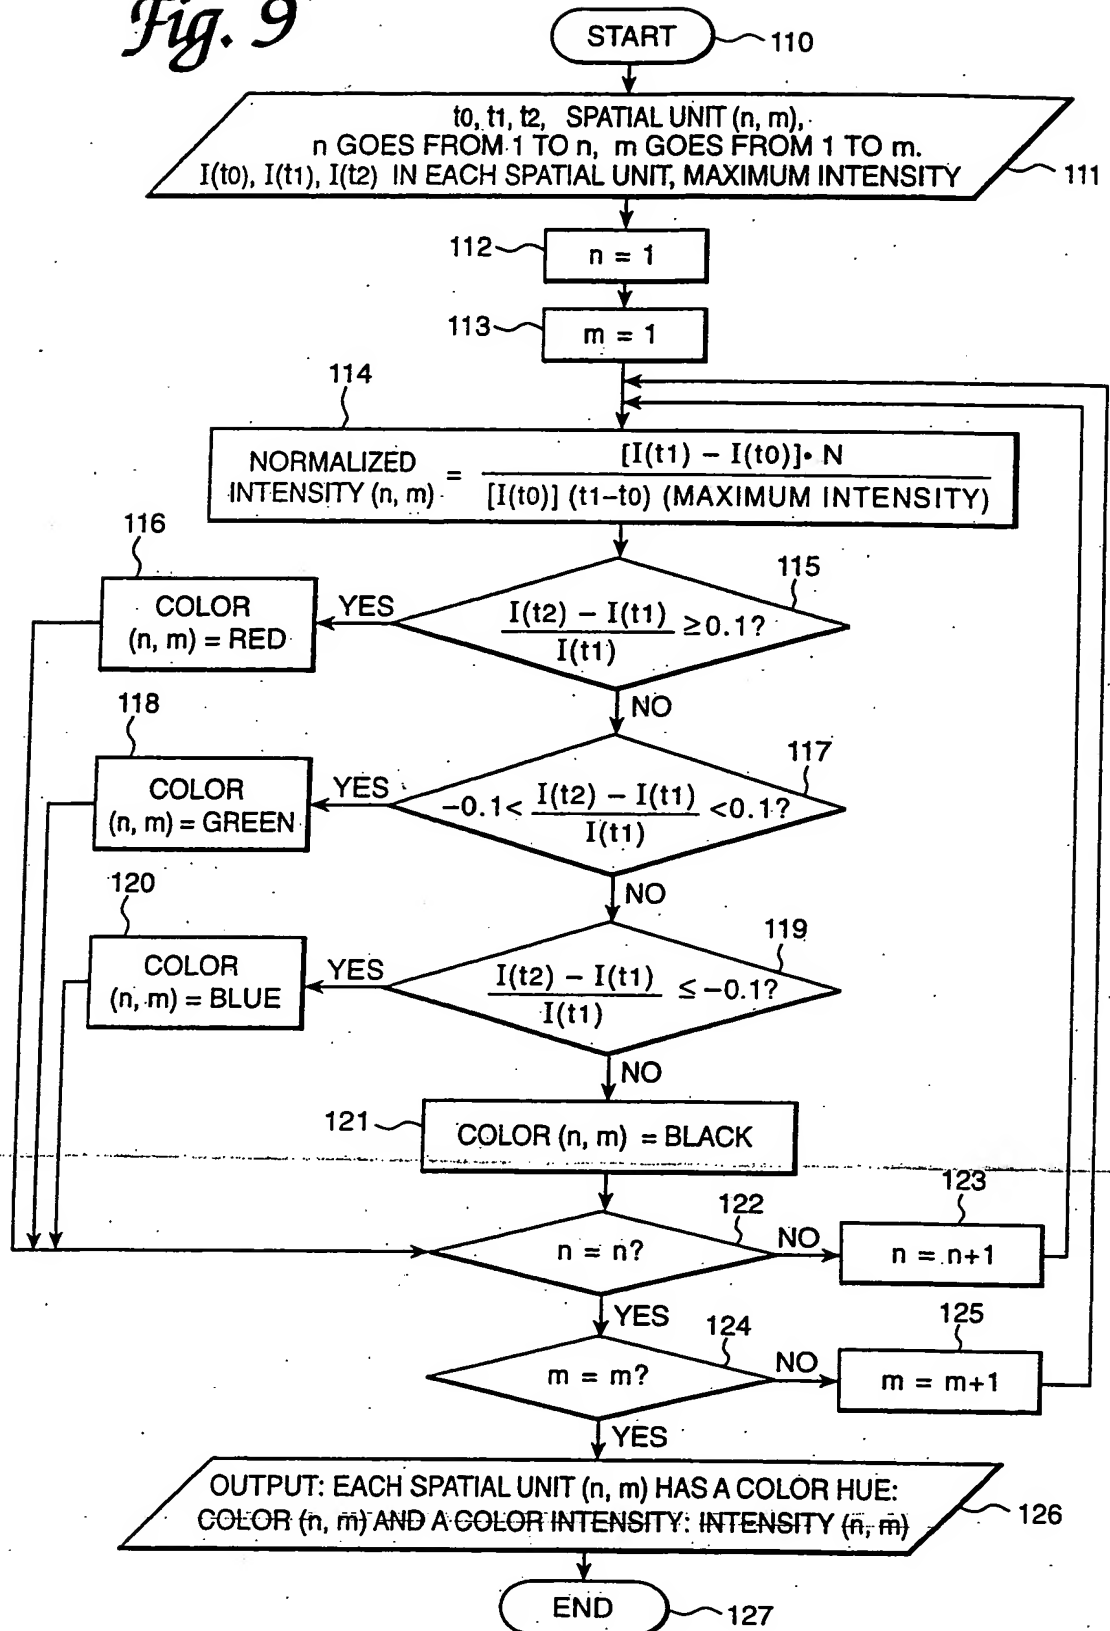 Fig. 9
START
110
t0, t1, t2, SPATIAL UNIT (n, m),
n GOES FROM 1 TO n, m GOES FROM 1 TO m.
I(t0), I(t1), I(t2) IN EACH SPATIAL UNIT, MAXIMUM INTENSITY
111
112
n = 1
113
m = 1
114
NORMALIZED
INTENSITY (n, m)
=
[I(t1) − I(t0)]• N
[I(t0)] (t1−t0) (MAXIMUM INTENSITY)
115
I(t2) − I(t1)
I(t1)
≥0.1?
YES
116
COLOR
(n, m) = RED
NO
117
−0.1<
I(t2) − I(t1)
I(t1)
<0.1?
YES
118
COLOR
(n, m) = GREEN
NO
119
I(t2) − I(t1)
I(t1)
≤−0.1?
YES
120
COLOR
(n, m) = BLUE
NO
121
COLOR (n, m) = BLACK
122
n = n?
NO
123
n = n+1
YES
124
m = m?
NO
125
m = m+1
YES
OUTPUT: EACH SPATIAL UNIT (n, m) HAS A COLOR HUE:
COLOR (n, m) AND A COLOR INTENSITY: INTENSITY (n, m)
126
END
127